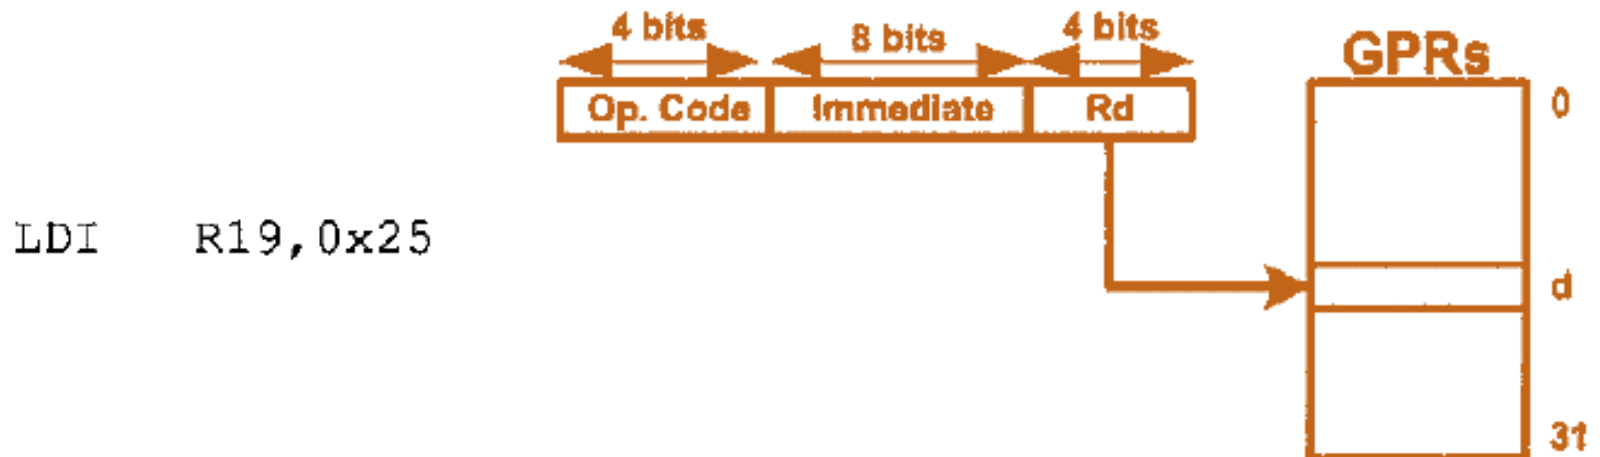 4 bits 8 bits 4 bits
GPRs
Op. Code Immediate Rd
0
LDI R19,0x25
d
31